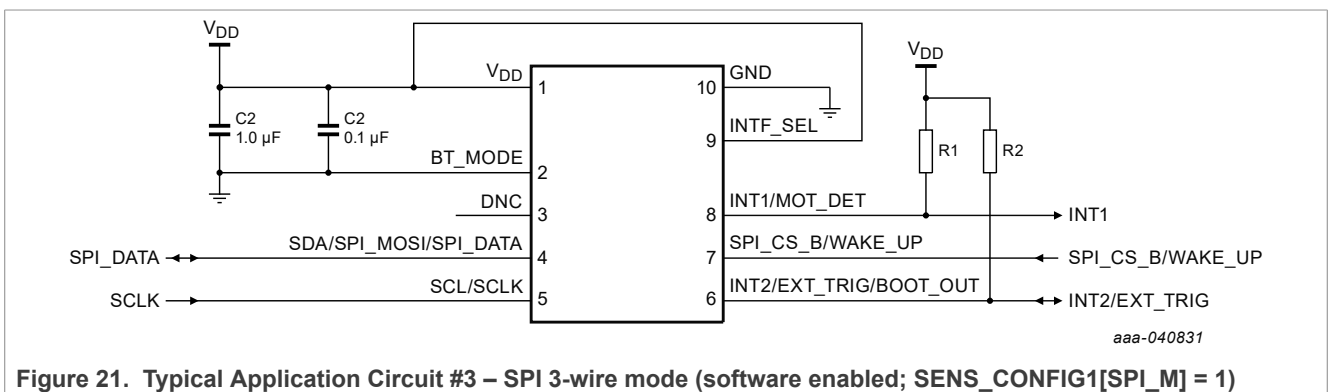 VDD
VDD
VDD
1
10
GND
C2
1.0 µF
C2
0.1 µF
INTF_SEL
9
R1
R2
BT_MODE
2
DNC
3
INT1/MOT_DET
8
INT1
SPI_DATA
SDA/SPI_MOSI/SPI_DATA
4
SPI_CS_B/WAKE_UP
7
SPI_CS_B/WAKE_UP
SCLK
SCL/SCLK
5
INT2/EXT_TRIG/BOOT_OUT
6
INT2/EXT_TRIG
aaa-040831
Figure 21. Typical Application Circuit #3 – SPI 3-wire mode (software enabled; SENS_CONFIG1[SPI_M] = 1)